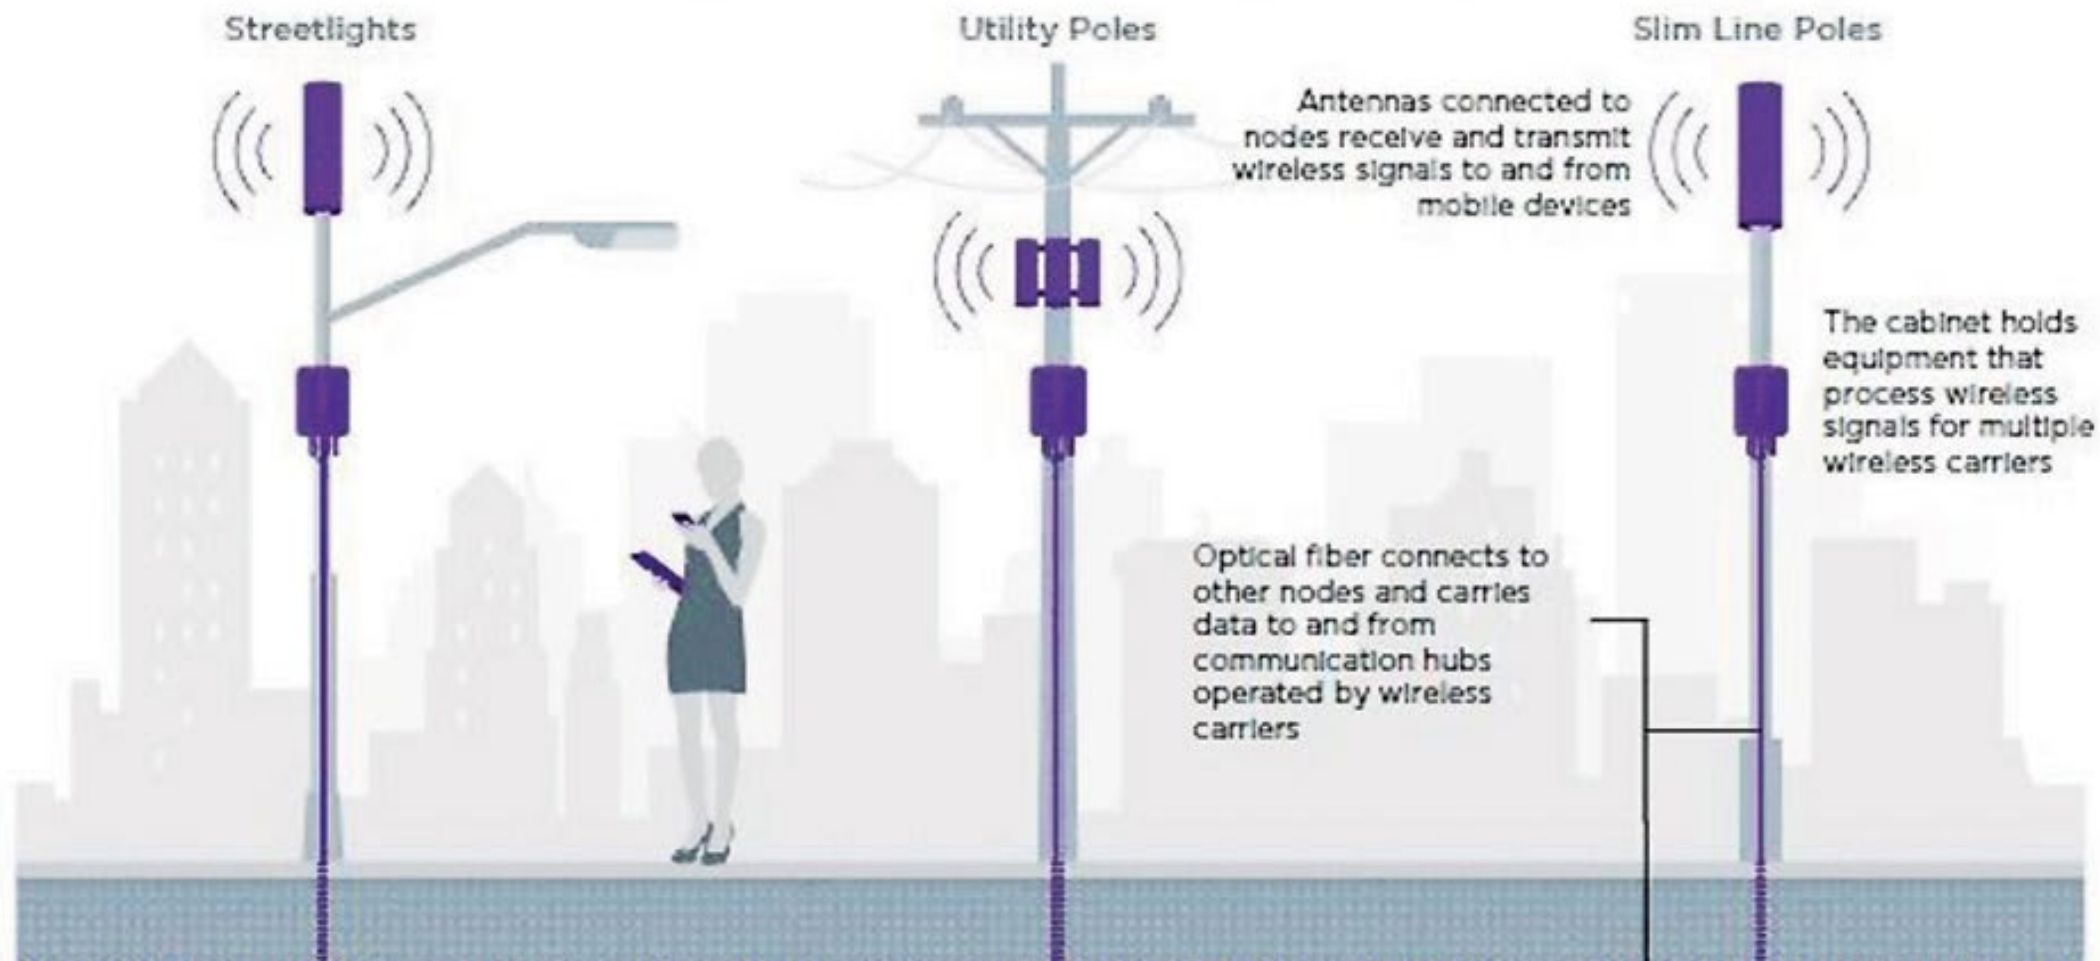 Streetlights
Utility Poles
Slim Line Poles
Antennas connected to
nodes receive and transmit
wireless signals to and from
mobile devices
The cabinet holds
equipment that
process wireless
signals for multiple
wireless carriers
Optical fiber connects to
other nodes and carries
data to and from
communication hubs
operated by wireless
carriers